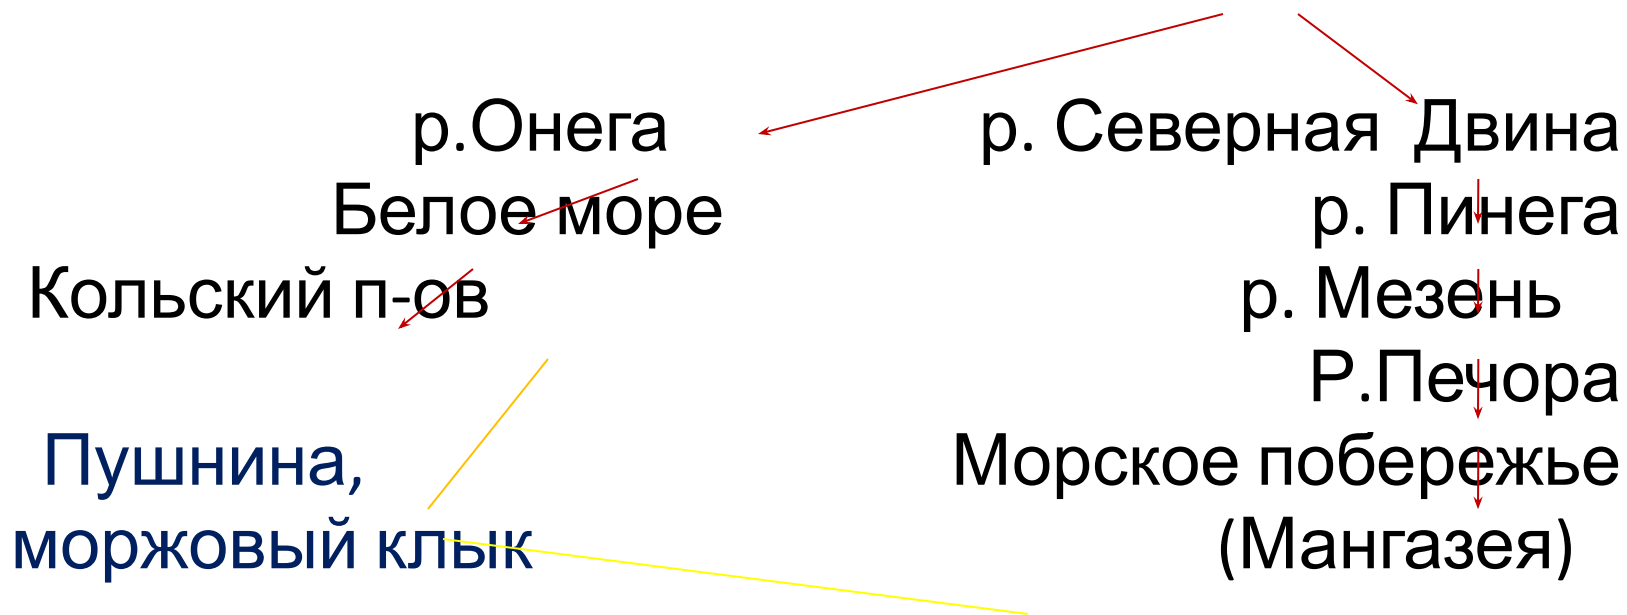 р.Онега р. Северная Двина
Белое море р. Пинега
Кольский п-ов р. Мезень
Р.Печора
Пушнина, Морское побережье
моржовый клык (Мангазея)